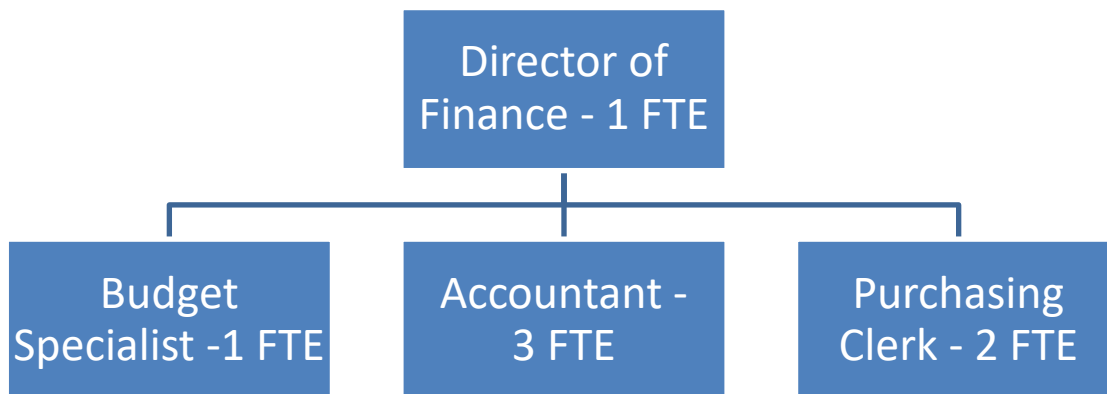 Director of
Finance - 1 FTE
Budget
Specialist -1 FTE
Accountant -
3 FTE
Purchasing
Clerk - 2 FTE